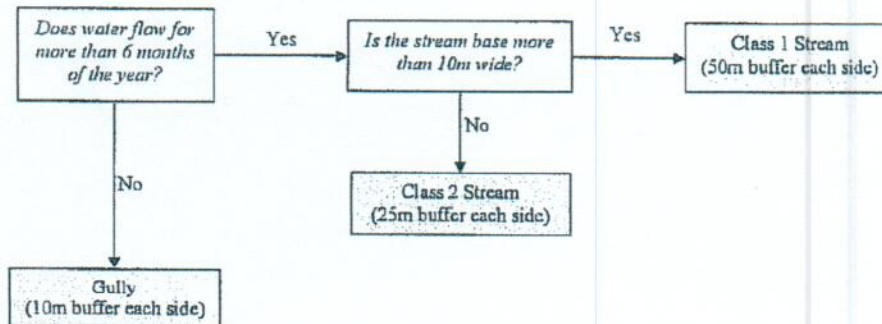 Does water flow for
more than 6 months
of the year?
Yes
Is the stream base more
than 10m wide?
Yes
Class 1 Stream
(50m buffer each side)
No
No
Class 2 Stream
(25m buffer each side)
Gully
(10m buffer each side)